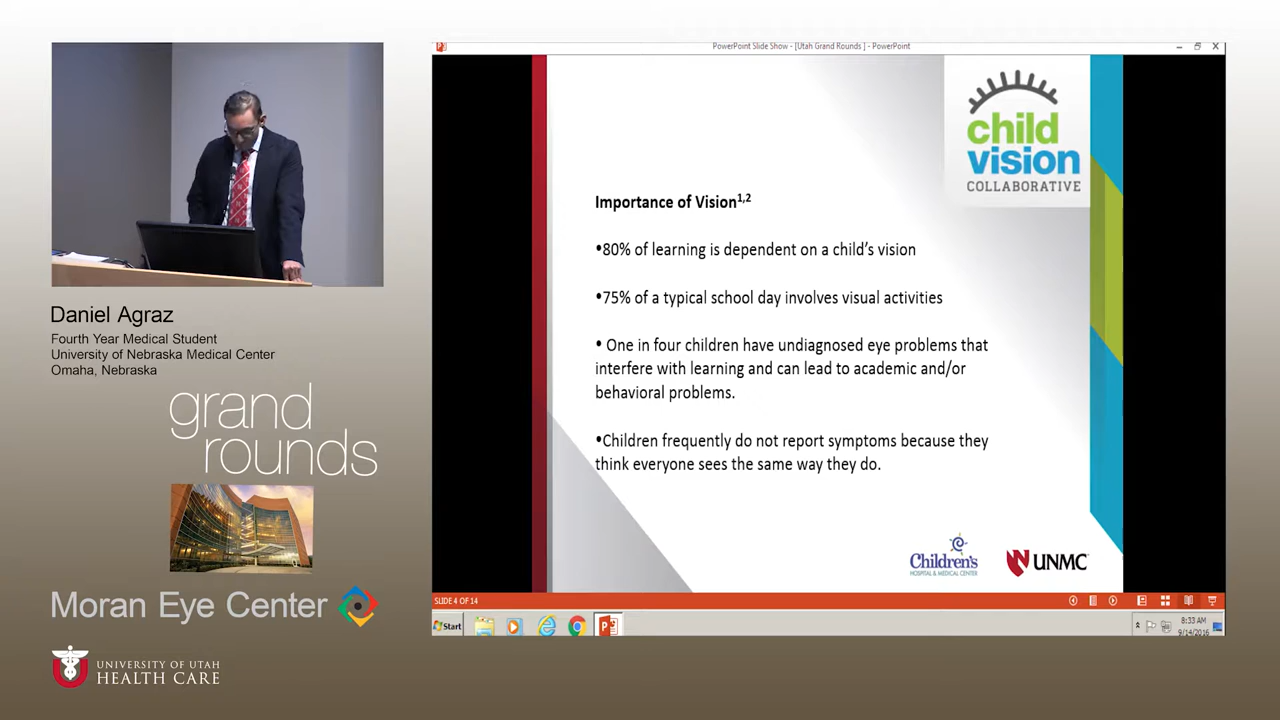 PowerPoint Slide Show - [Utah Grand Rounds ] - PowerPoint
child
vision
COLLABORATIVE
Importance of Vision1,2
•80% of learning is dependent on a child's vision
•75% of a typical school day involves visual activities
• One in four children have undiagnosed eye problems that
interfere with learning and can lead to academic and/or
behavioral problems.
•Children frequently do not report symptoms because they
think everyone sees the same way they do.
Children's
HOSPITAL & MEDICAL CENTER
UNMC
SLIDE 4 OF 14
Start
8:33 AM
9/14/2016
Daniel Agraz
Fourth Year Medical Student
University of Nebraska Medical Center
Omaha, Nebraska
grand
rounds
Moran Eye Center
UNIVERSITY OF UTAH
HEALTH CARE